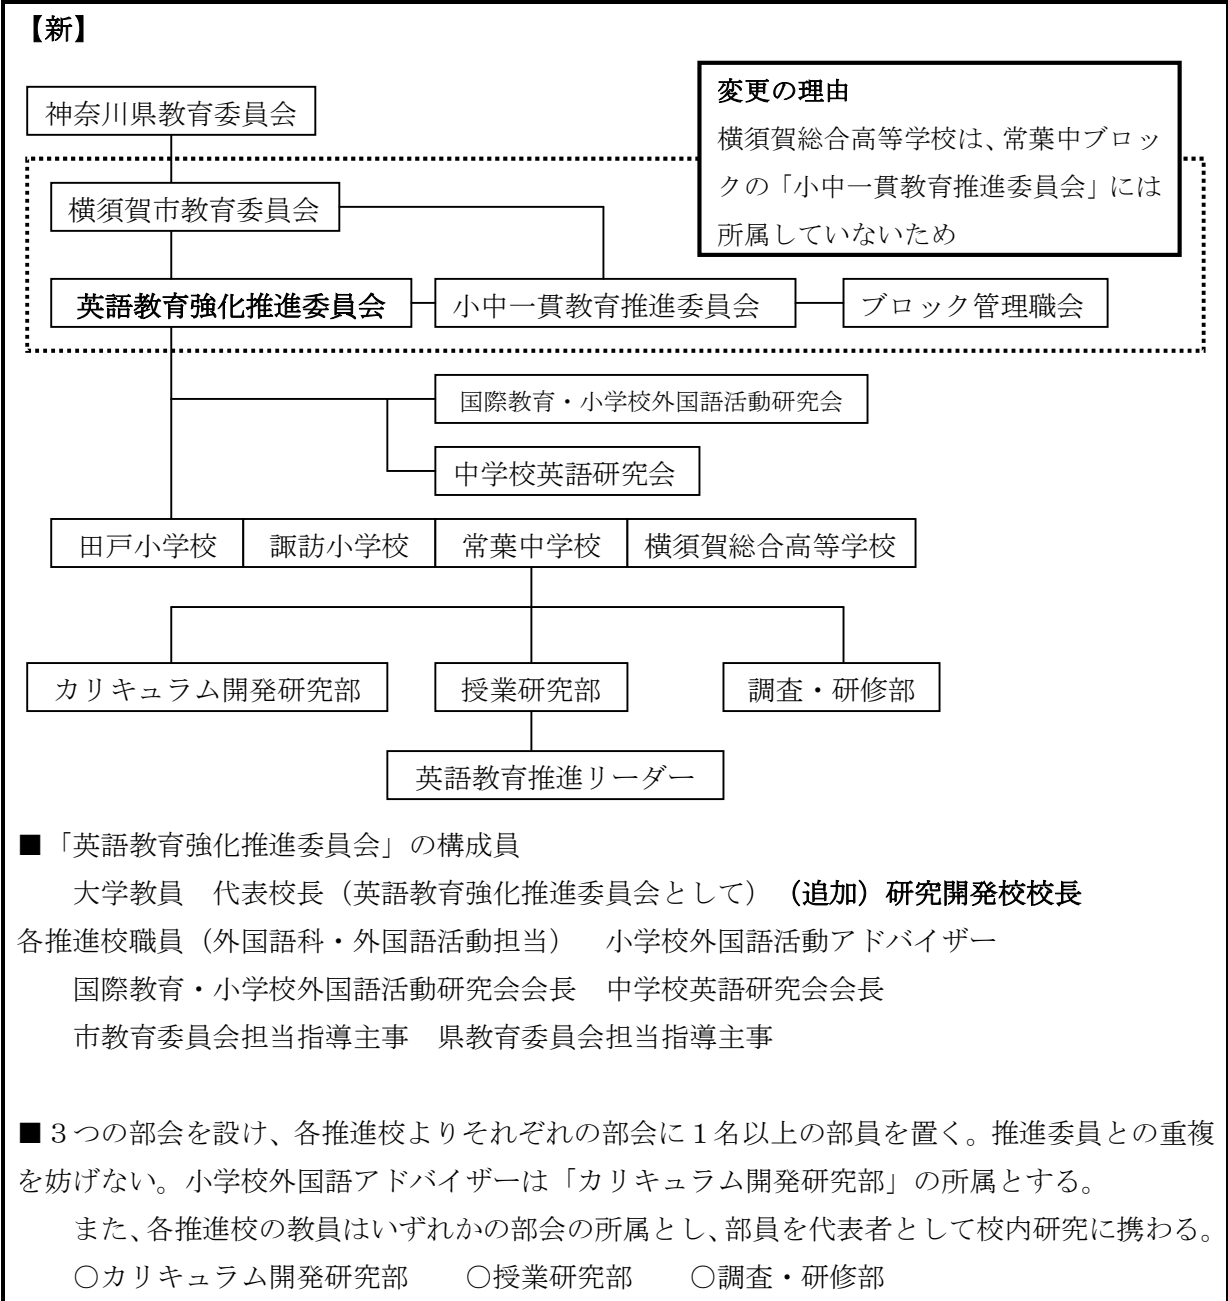 【新】
神奈川県教育委員会
変更の理由
横須賀総合高等学校は、常葉中ブロッ
クの「小中一貫教育推進委員会」には
所属していないため
横須賀市教育委員会
英語教育強化推進委員会
小中一貫教育推進委員会
ブロック管理職会
国際教育・小学校外国語活動研究会
中学校英語研究会
田戸小学校
諏訪小学校
常葉中学校
横須賀総合高等学校
カリキュラム開発研究部
授業研究部
調査・研修部
英語教育推進リーダー
■「英語教育強化推進委員会」の構成員
大学教員　代表校長（英語教育強化推進委員会として）（追加）研究開発校校長
各推進校職員（外国語科・外国語活動担当）　小学校外国語活動アドバイザー
国際教育・小学校外国語活動研究会会長　中学校英語研究会会長
市教育委員会担当指導主事　県教育委員会担当指導主事
■３つの部会を設け、各推進校よりそれぞれの部会に１名以上の部員を置く。推進委員との重複
を妨げない。小学校外国語アドバイザーは「カリキュラム開発研究部」の所属とする。
また、各推進校の教員はいずれかの部会の所属とし、部員を代表者として校内研究に携わる。
○カリキュラム開発研究部　　○授業研究部　　○調査・研修部